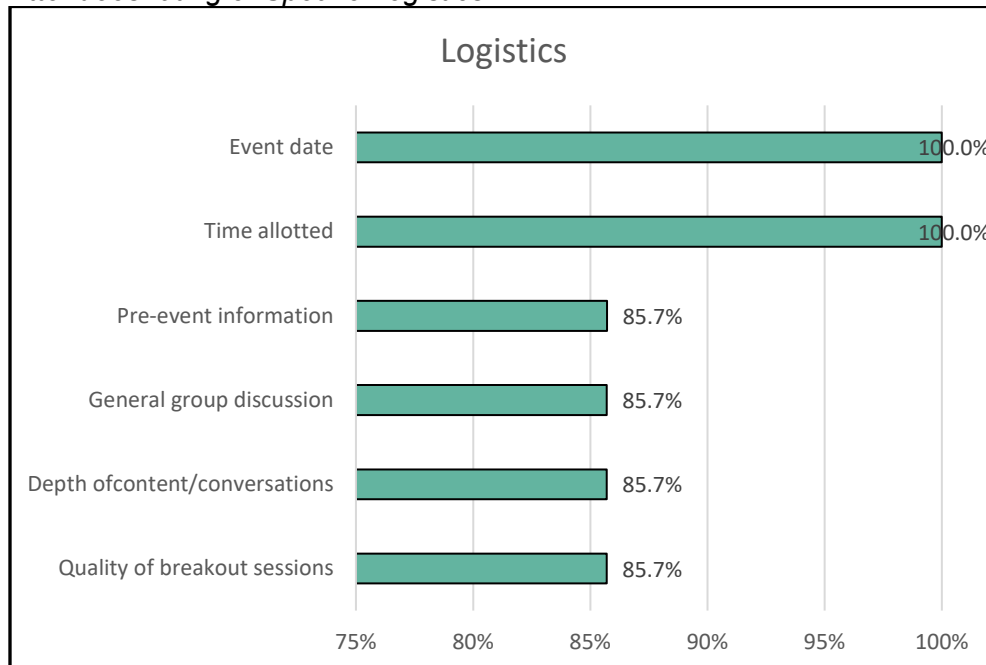 Logistics
Event date
100.0%
Time allotted
100.0%
Pre-event information
85.7%
General group discussion
85.7%
Depth ofcontent/conversations
85.7%
Quality of breakout sessions
85.7%
75%
80%
85%
90%
95%
100%